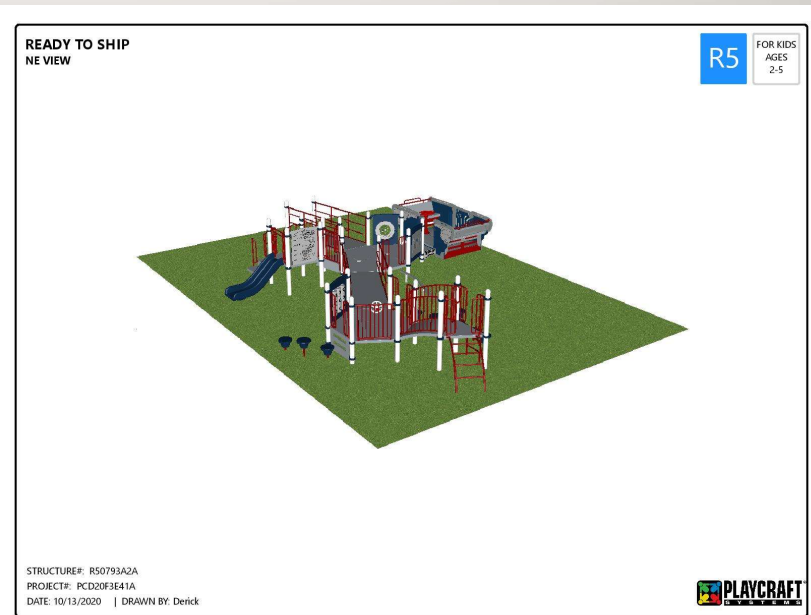 READY TO SHIP
NE VIEW
R5
FOR KIDS
AGES
2-5
STRUCTURE#: R50793A2A
PROJECT#: PCD20F3E41A
DATE: 10/13/2020 | DRAWN BY: Derick
PLAYCRAFT
SYSTEMS